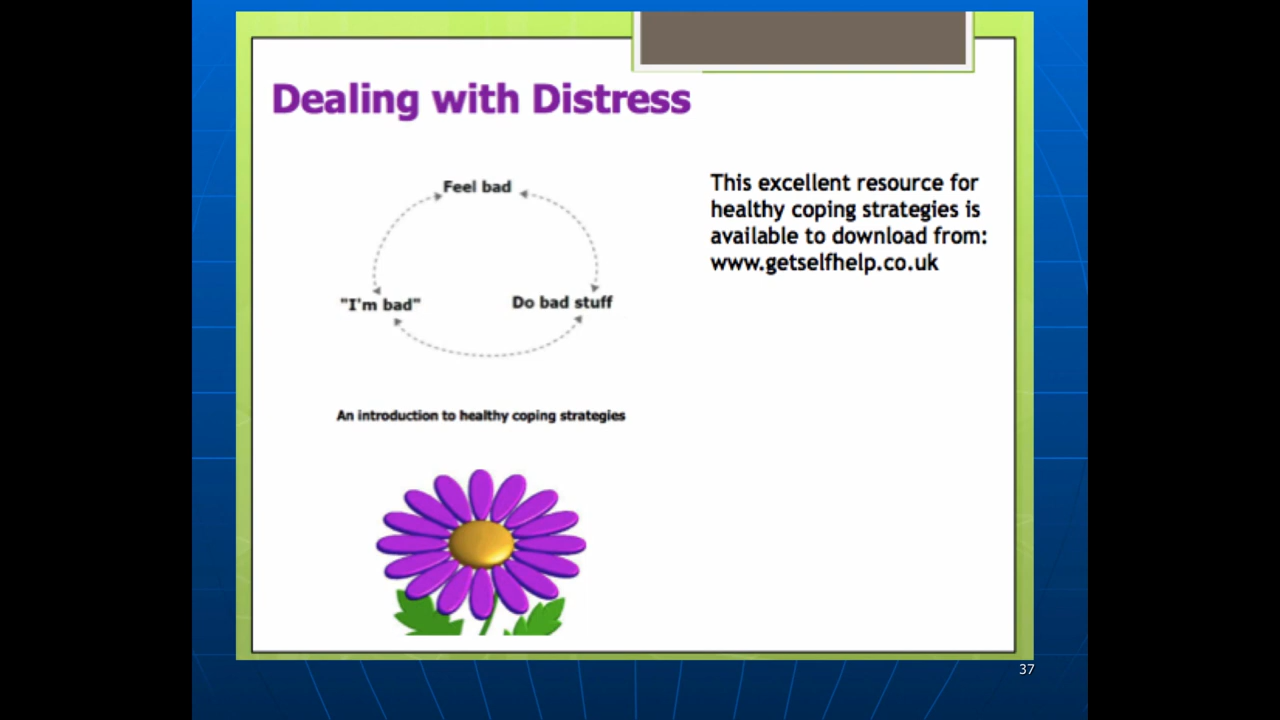 Dealing with Distress
Feel bad
"I'm bad"
Do bad stuff
An introduction to healthy coping strategies
This excellent resource for
healthy coping strategies is
available to download from:
www.getselfhelp.co.uk
37